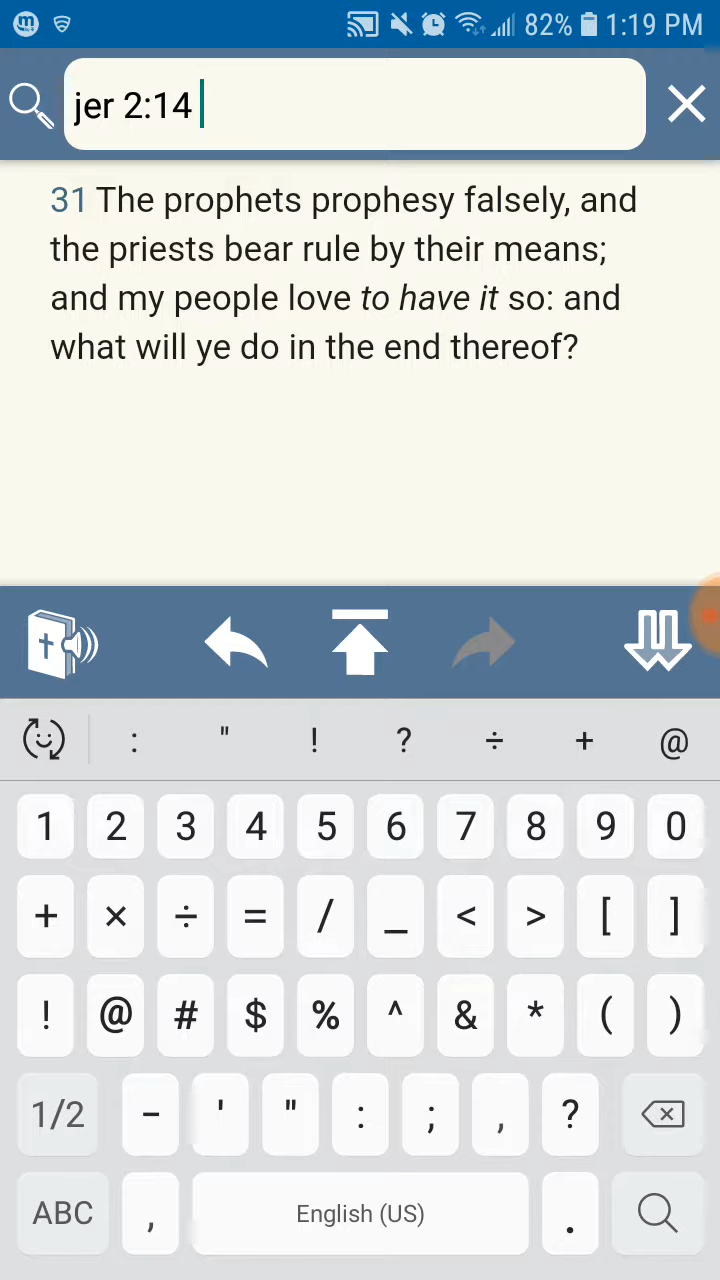 82% 1:19 PM
jer 2:14
31 The prophets prophesy falsely, and
the priests bear rule by their means;
and my people love to have it so: and
what will ye do in the end thereof?
: " ! ? ÷ + @
1 2 3 4 5 6 7 8 9 0
+ × ÷ = / _ < > [ ]
! @ # $ % ^ & * ( )
1/2 - ' " : ; , ?
ABC , English (US) .